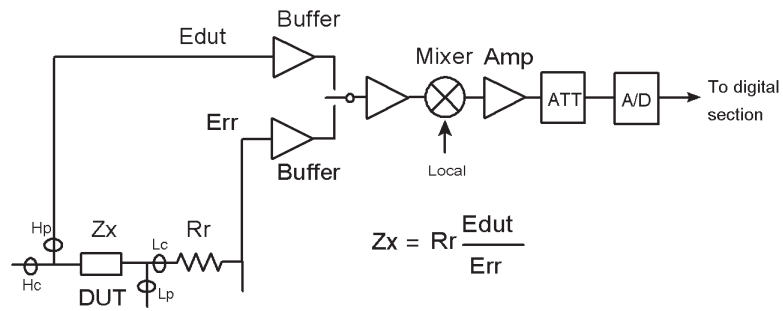 Buffer
Edut
Mixer Amp
ATT
A/D
To digital
section
Err
Buffer
Local
Hp
Zx
Lc
Rr
Hc
DUT
Lp
Zx = Rr Edut
Err